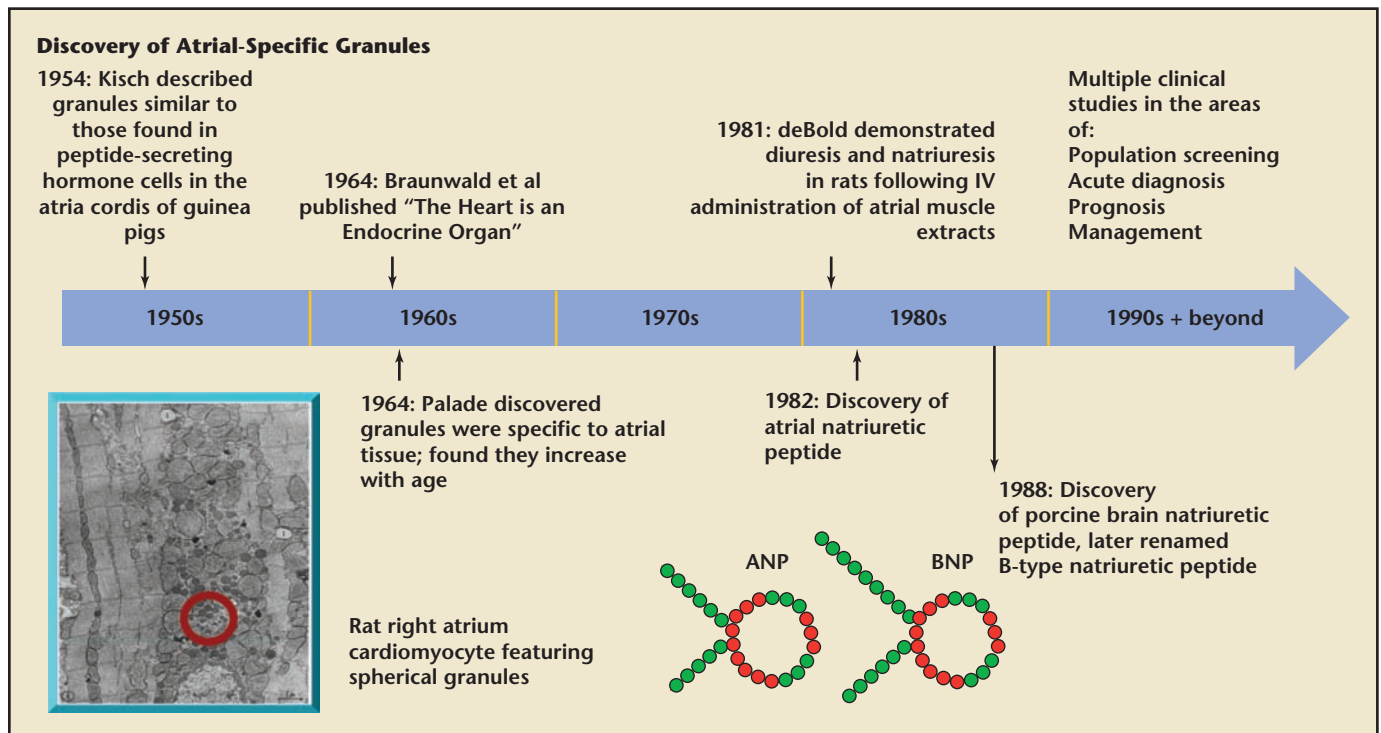 Discovery of Atrial-Specific Granules
1954: Kisch described
granules similar to
those found in
peptide-secreting
hormone cells in the
atria cordis of guinea
pigs
1964: Braunwald et al
published “The Heart is an
Endocrine Organ”
1981: deBold demonstrated
diuresis and natriuresis
in rats following IV
administration of atrial muscle
extracts
Multiple clinical
studies in the areas
of:
Population screening
Acute diagnosis
Prognosis
Management
1950s
1960s
1970s
1980s
1990s + beyond
1964: Palade discovered
granules were specific to atrial
tissue; found they increase
with age
1982: Discovery of
atrial natriuretic
peptide
1988: Discovery
of porcine brain natriuretic
peptide, later renamed
B-type natriuretic peptide
ANP
BNP
Rat right atrium
cardiomyocyte featuring
spherical granules